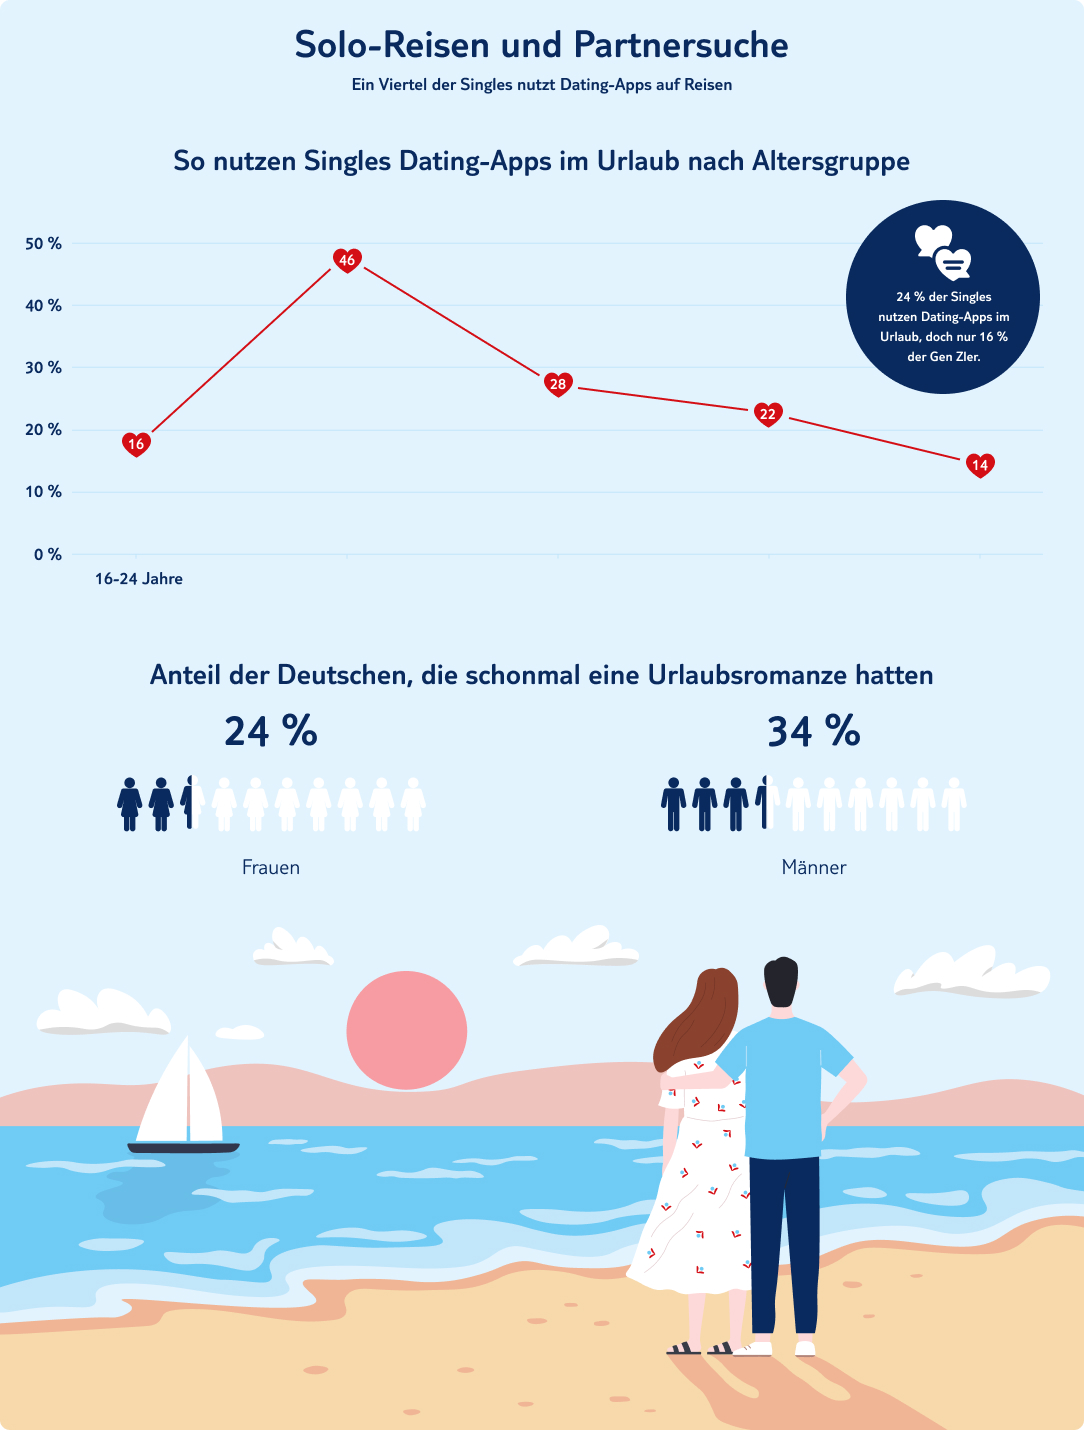 Solo-Reisen und Partnersuche
Ein Viertel der Singles nutzt Dating-Apps auf Reisen
So nutzen Singles Dating-Apps im Urlaub nach Altersgruppe
50 %
40 %
30 %
20 %
10 %
0 %
16
46
28
22
14
24 % der Singles
nutzen Dating-Apps im
Urlaub, doch nur 16 %
der Gen ZIer.
16-24 Jahre
Anteil der Deutschen, die schonmal eine Urlaubsromanze hatten
24 %
34 %
Frauen
Männer